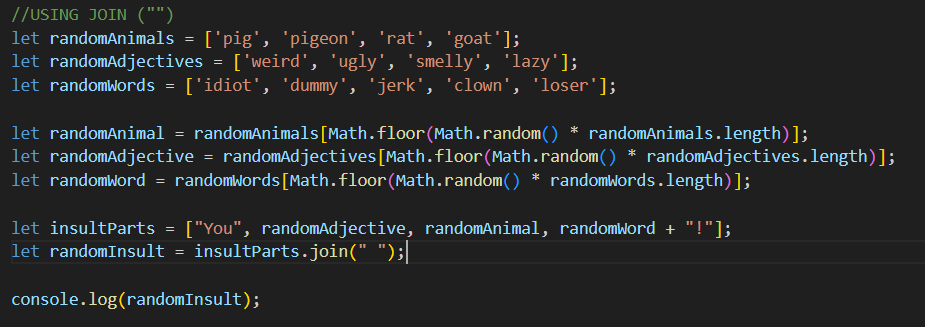 //USING JOIN ("")
let randomAnimals = ['pig', 'pigeon', 'rat', 'goat'];
let randomAdjectives = ['weird', 'ugly', 'smelly', 'lazy'];
let randomWords = ['idiot', 'dummy', 'jerk', 'clown', 'loser'];
let randomAnimal = randomAnimals[Math.floor(Math.random() * randomAnimals.length)];
let randomAdjective = randomAdjectives[Math.floor(Math.random() * randomAdjectives.length)];
let randomWord = randomWords[Math.floor(Math.random() * randomWords.length)];
let insultParts = ["You", randomAdjective, randomAnimal, randomWord + "!"];
let randomInsult = insultParts.join(" ");
console.log(randomInsult);